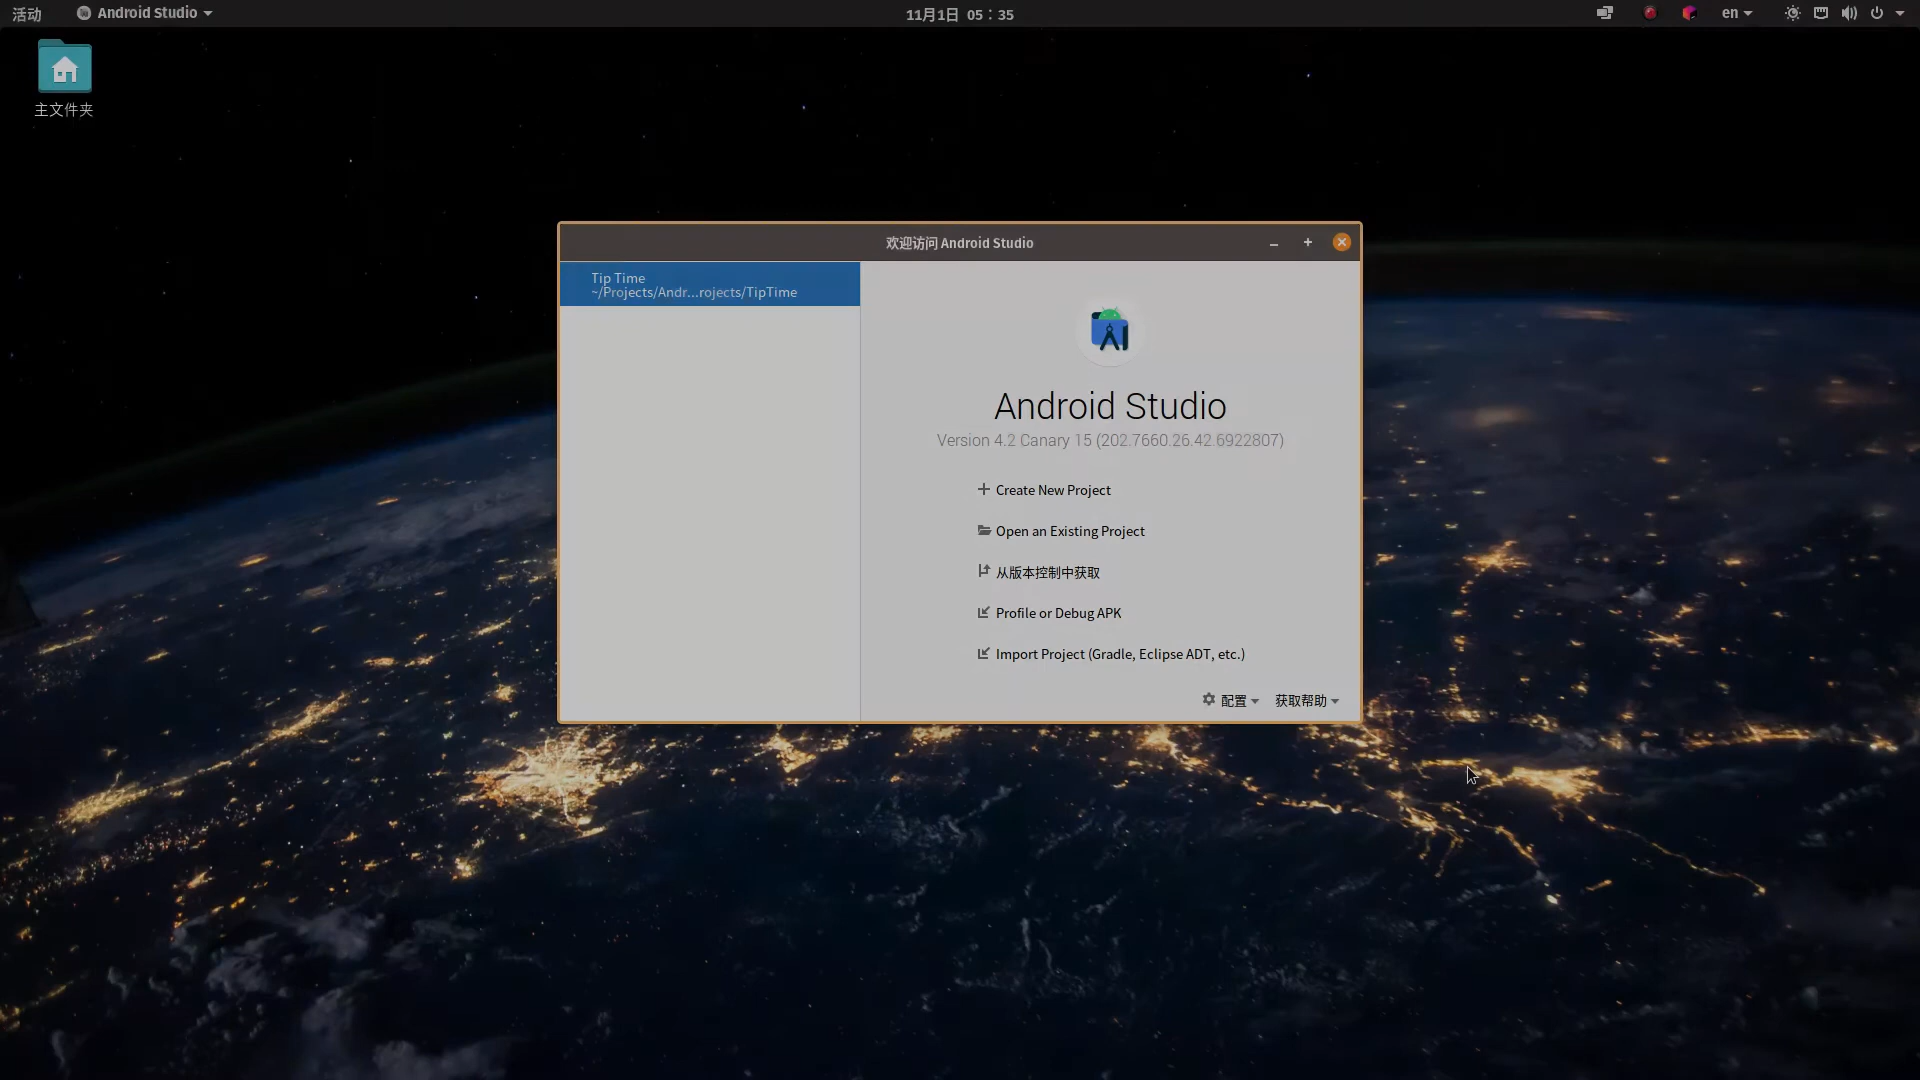 活动
Android Studio
11月1日 05：35
en
主文件夹
欢迎访问 Android Studio
Tip Time
~/Projects/Andr...rojects/TipTime
Android Studio
Version 4.2 Canary 15 (202.7660.26.42.6922807)
Create New Project
Open an Existing Project
从版本控制中获取
Profile or Debug APK
Import Project (Gradle, Eclipse ADT, etc.)
配置
获取帮助